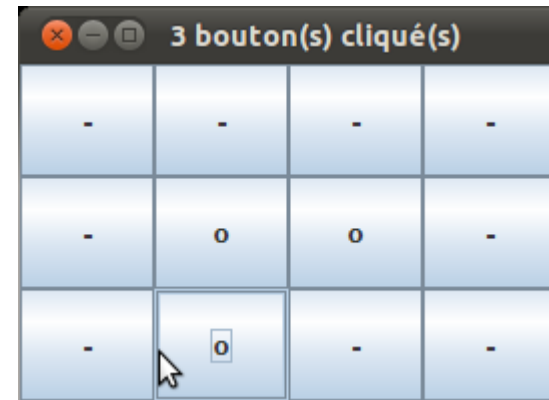 3 bouton(s) cliqué(s)
- - - -
- o o -
- o - -